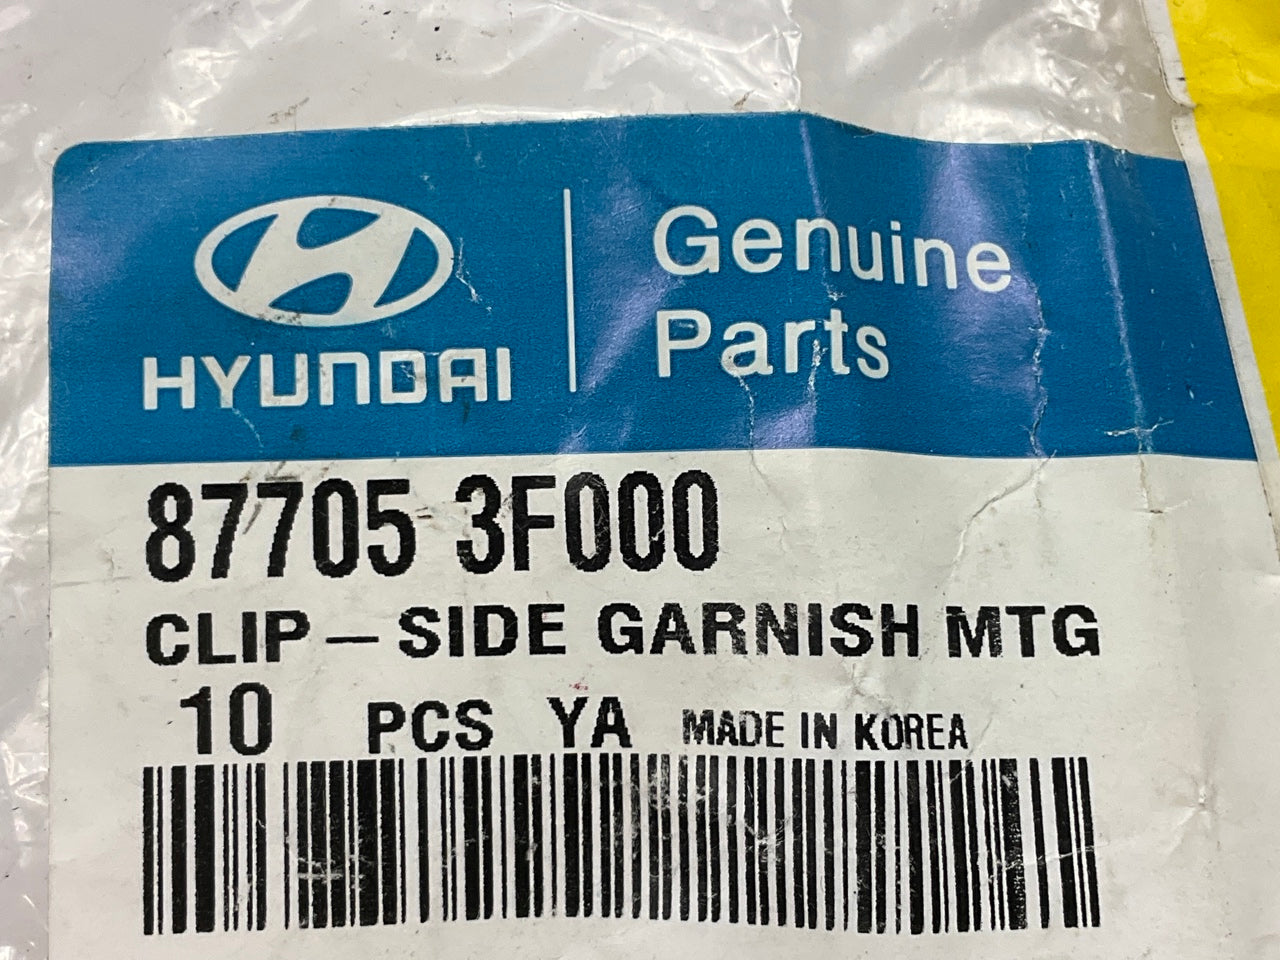 HYUNDAI
Genuine
Parts
87705 3F000
CLIP-SIDE GARNISH MTG
10 PCS YA MADE IN KOREA